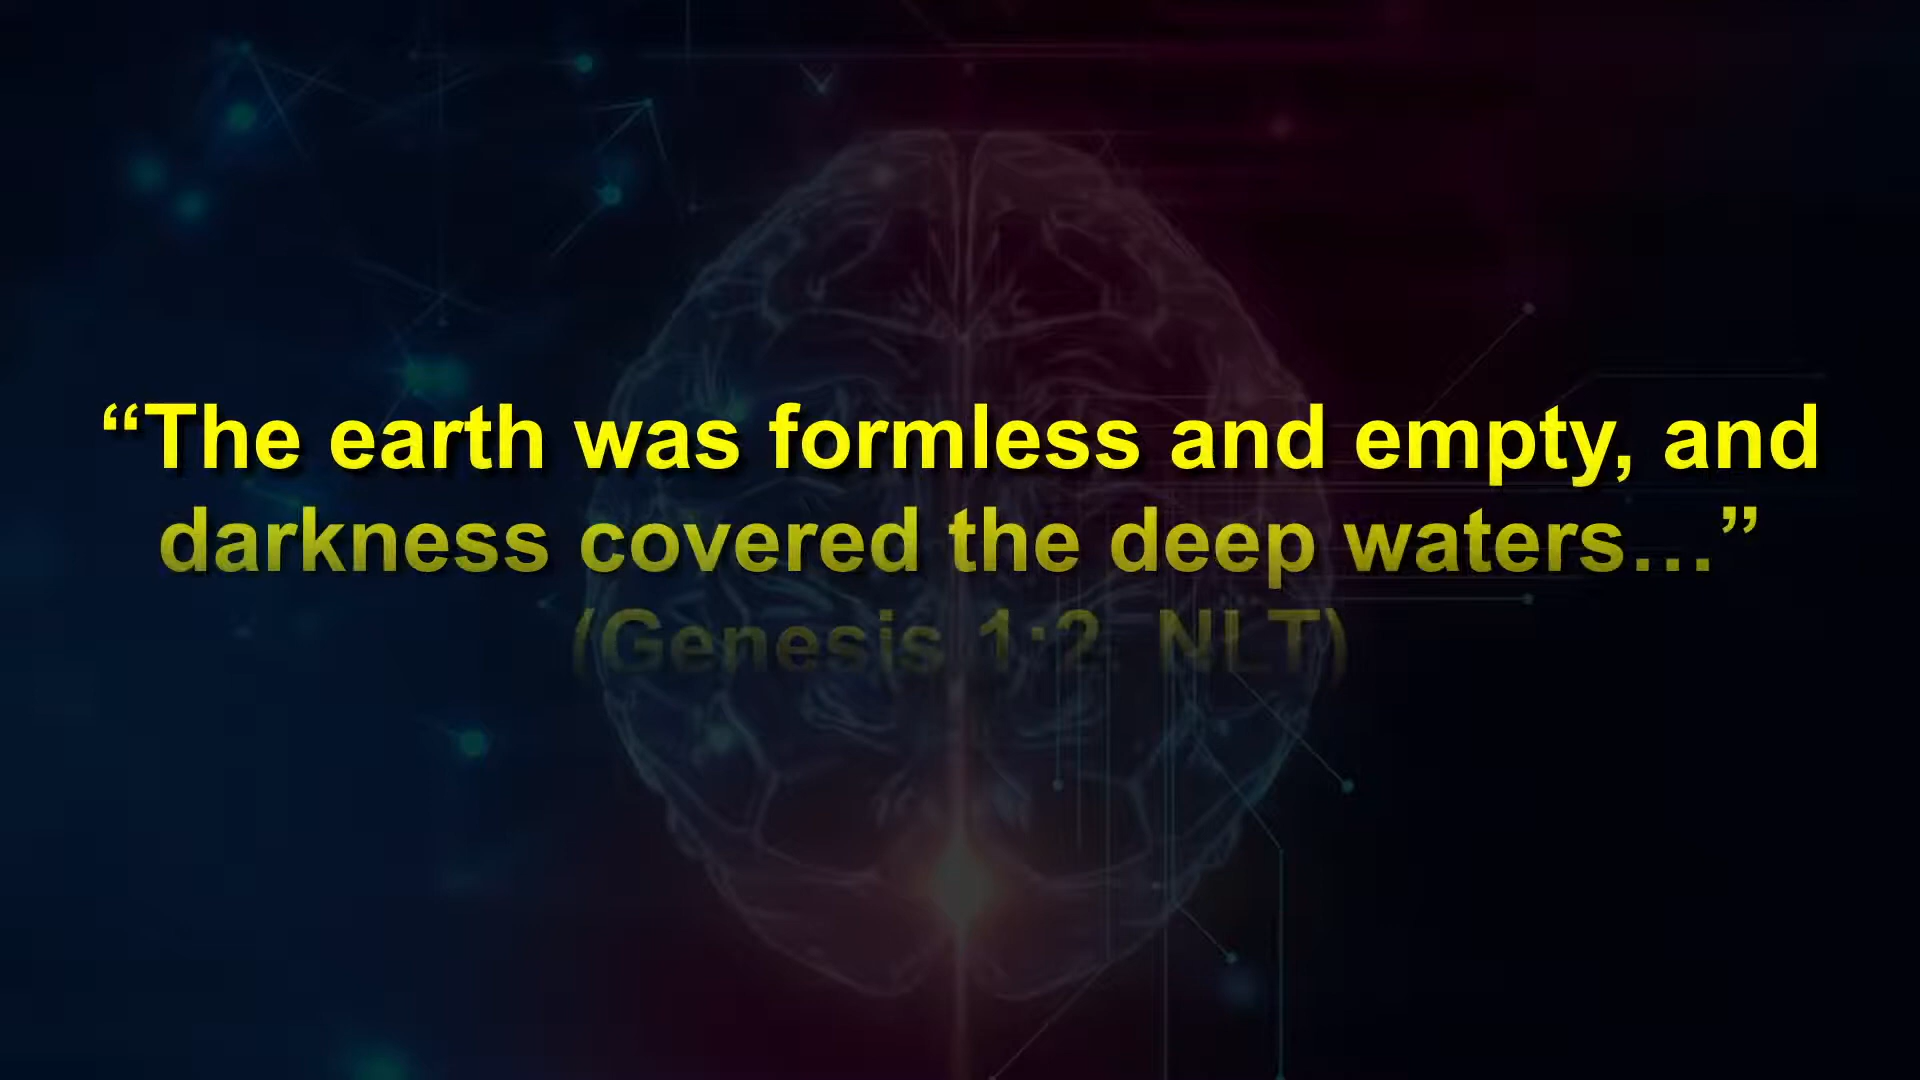 “The earth was formless and empty, and
darkness covered the deep waters…”
(Genesis 1:2, NLT)